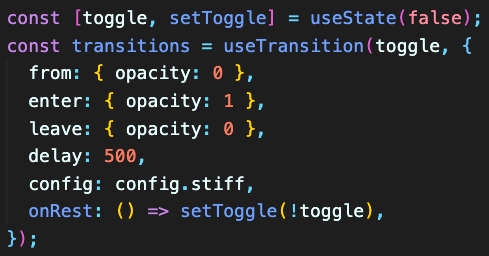 const [toggle, setToggle] = useState(false);
const transitions = useTransition(toggle, {
  from: { opacity: 0 },
  enter: { opacity: 1 },
  leave: { opacity: 0 },
  delay: 500,
  config: config.stiff,
  onRest: () => setToggle(!toggle),
});